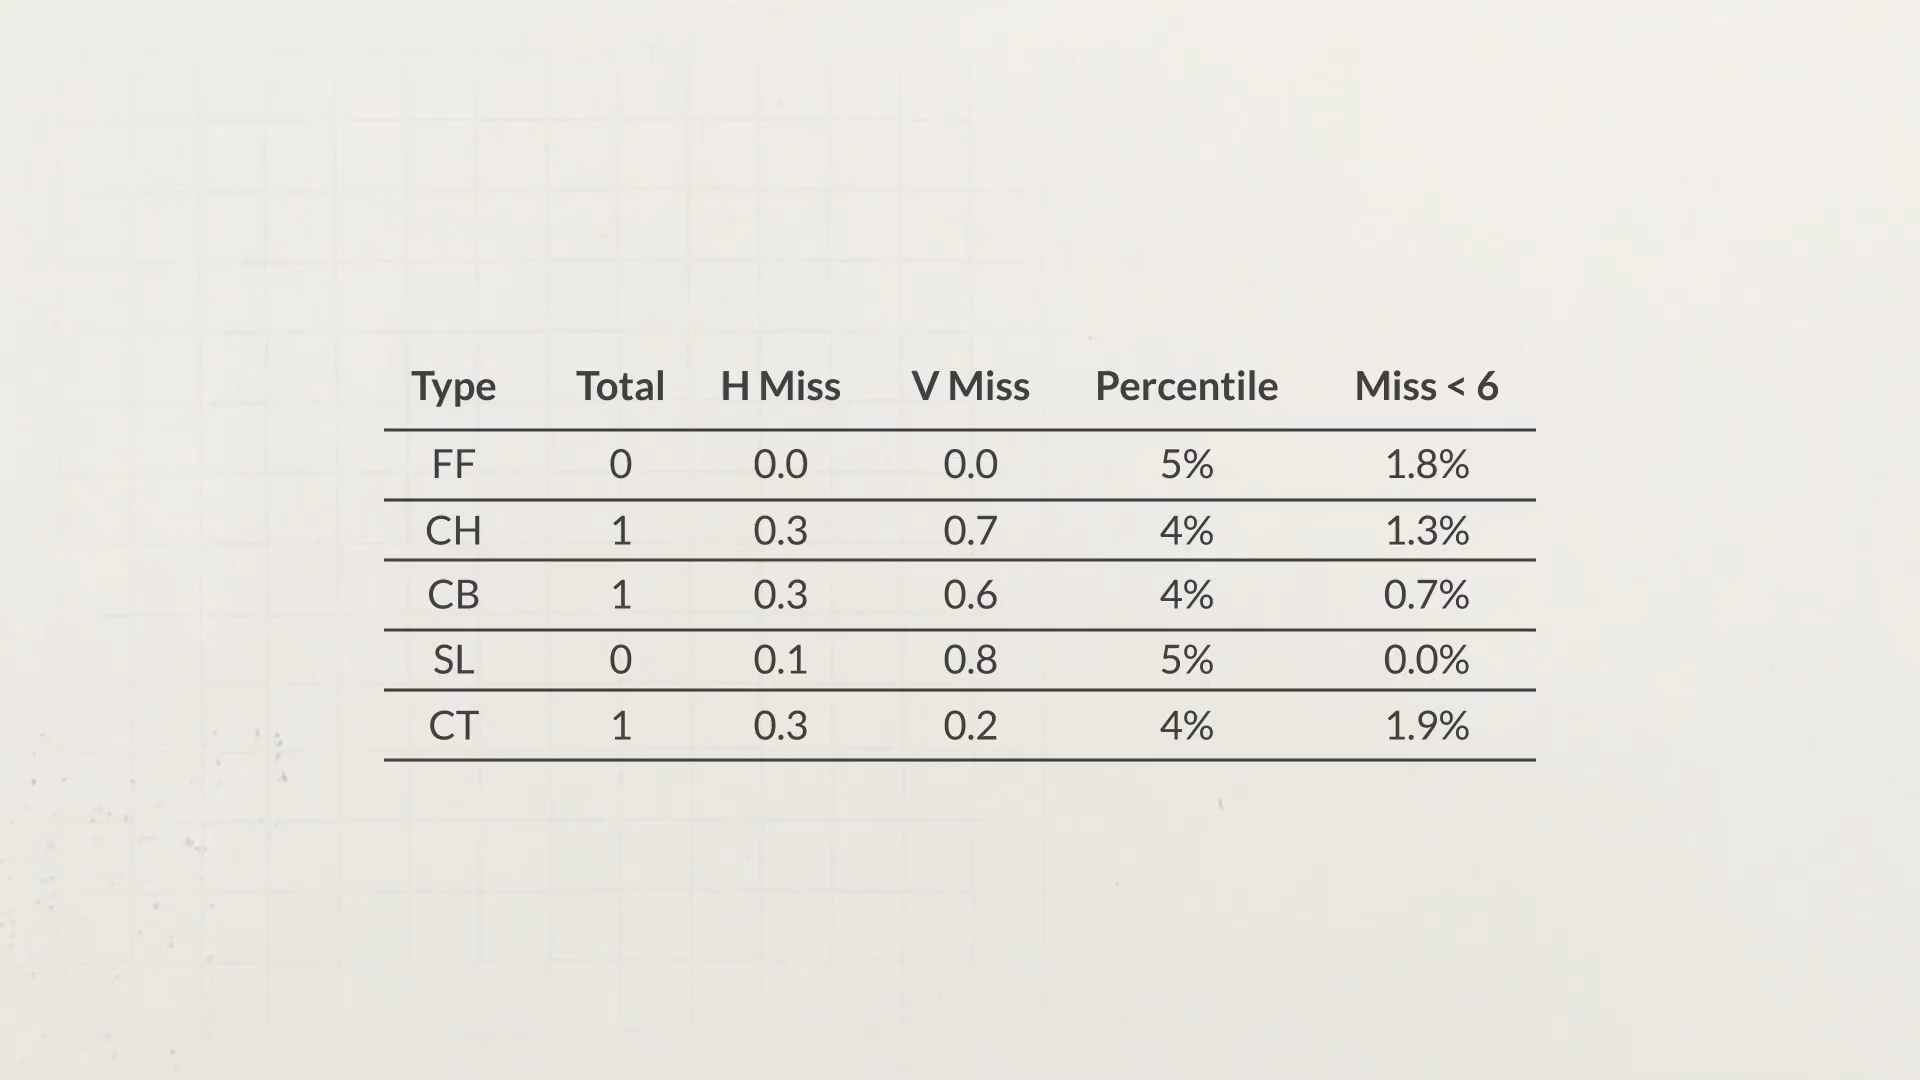 Type Total H Miss V Miss Percentile Miss < 6
FF 0 0.0 0.0 5% 1.8%
CH 1 0.3 0.7 4% 1.3%
CB 1 0.3 0.6 4% 0.7%
SL 0 0.1 0.8 5% 0.0%
CT 1 0.3 0.2 4% 1.9%